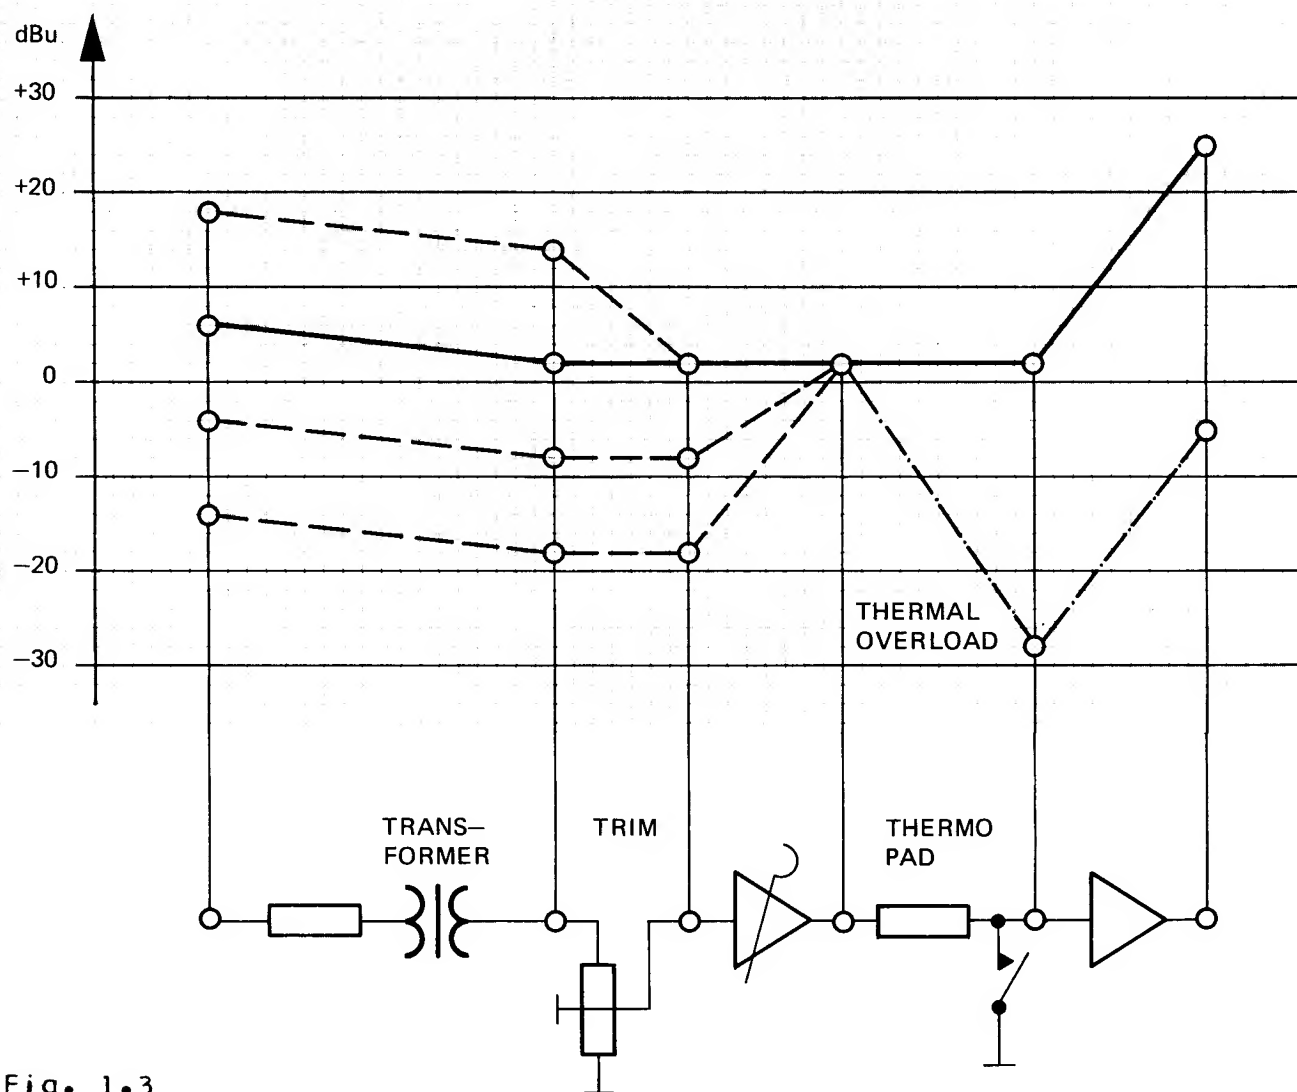 dBu
+30
+20
+10
0
−10
−20
−30
THERMAL
OVERLOAD
TRANS−
FORMER
TRIM
THERMO
PAD
Fig. 1.3